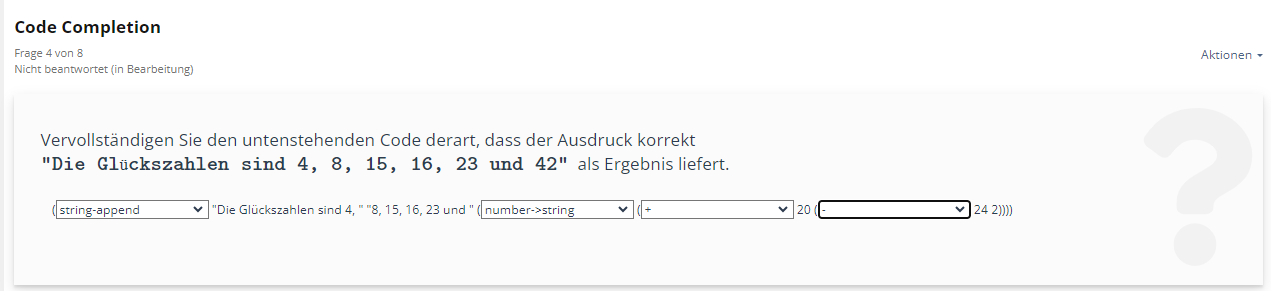 Code Completion
Frage 4 von 8
Nicht beantwortet (in Bearbeitung)
Aktionen
Vervollständigen Sie den untenstehenden Code derart, dass der Ausdruck korrekt
"Die Glückszahlen sind 4, 8, 15, 16, 23 und 42" als Ergebnis liefert.
(string-append "Die Glückszahlen sind 4, " "8, 15, 16, 23 und " (number->string (+ 20 (- 24 2))))
?